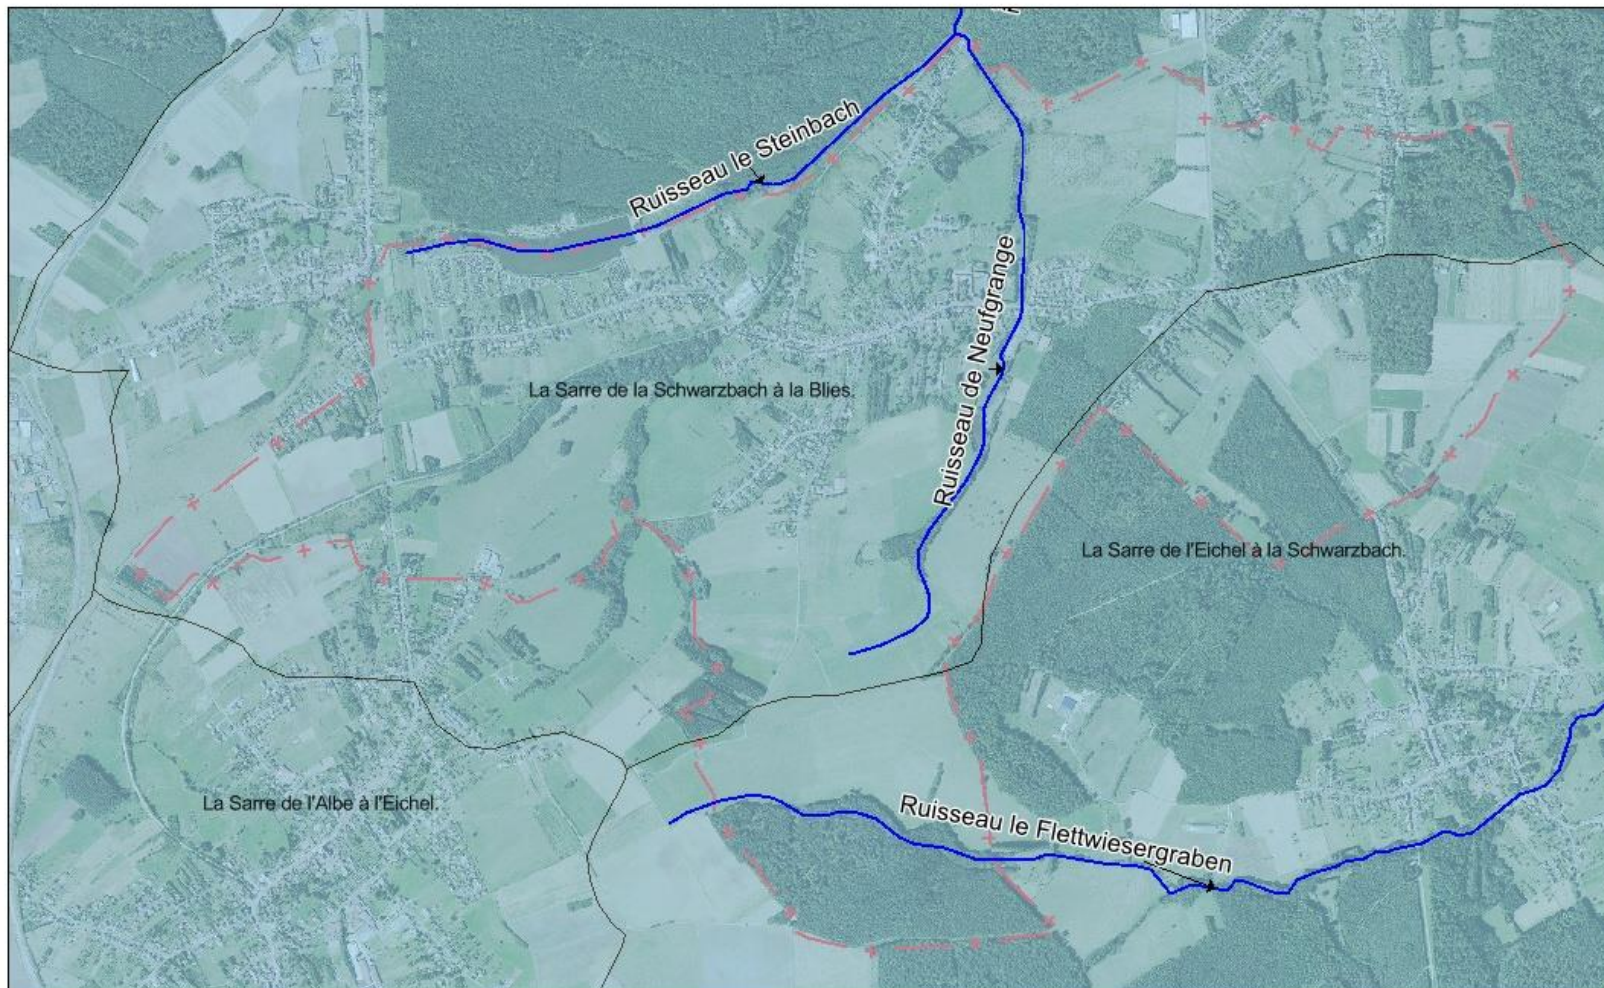 Ruisseau le Steinbach
Ruisseau de Neufgrange
La Sarre de la Schwarzbach à la Blies.
La Sarre de l'Eichel à la Schwarzbach.
La Sarre de l'Albe à l'Eichel.
Ruisseau le Flettwiesergraben